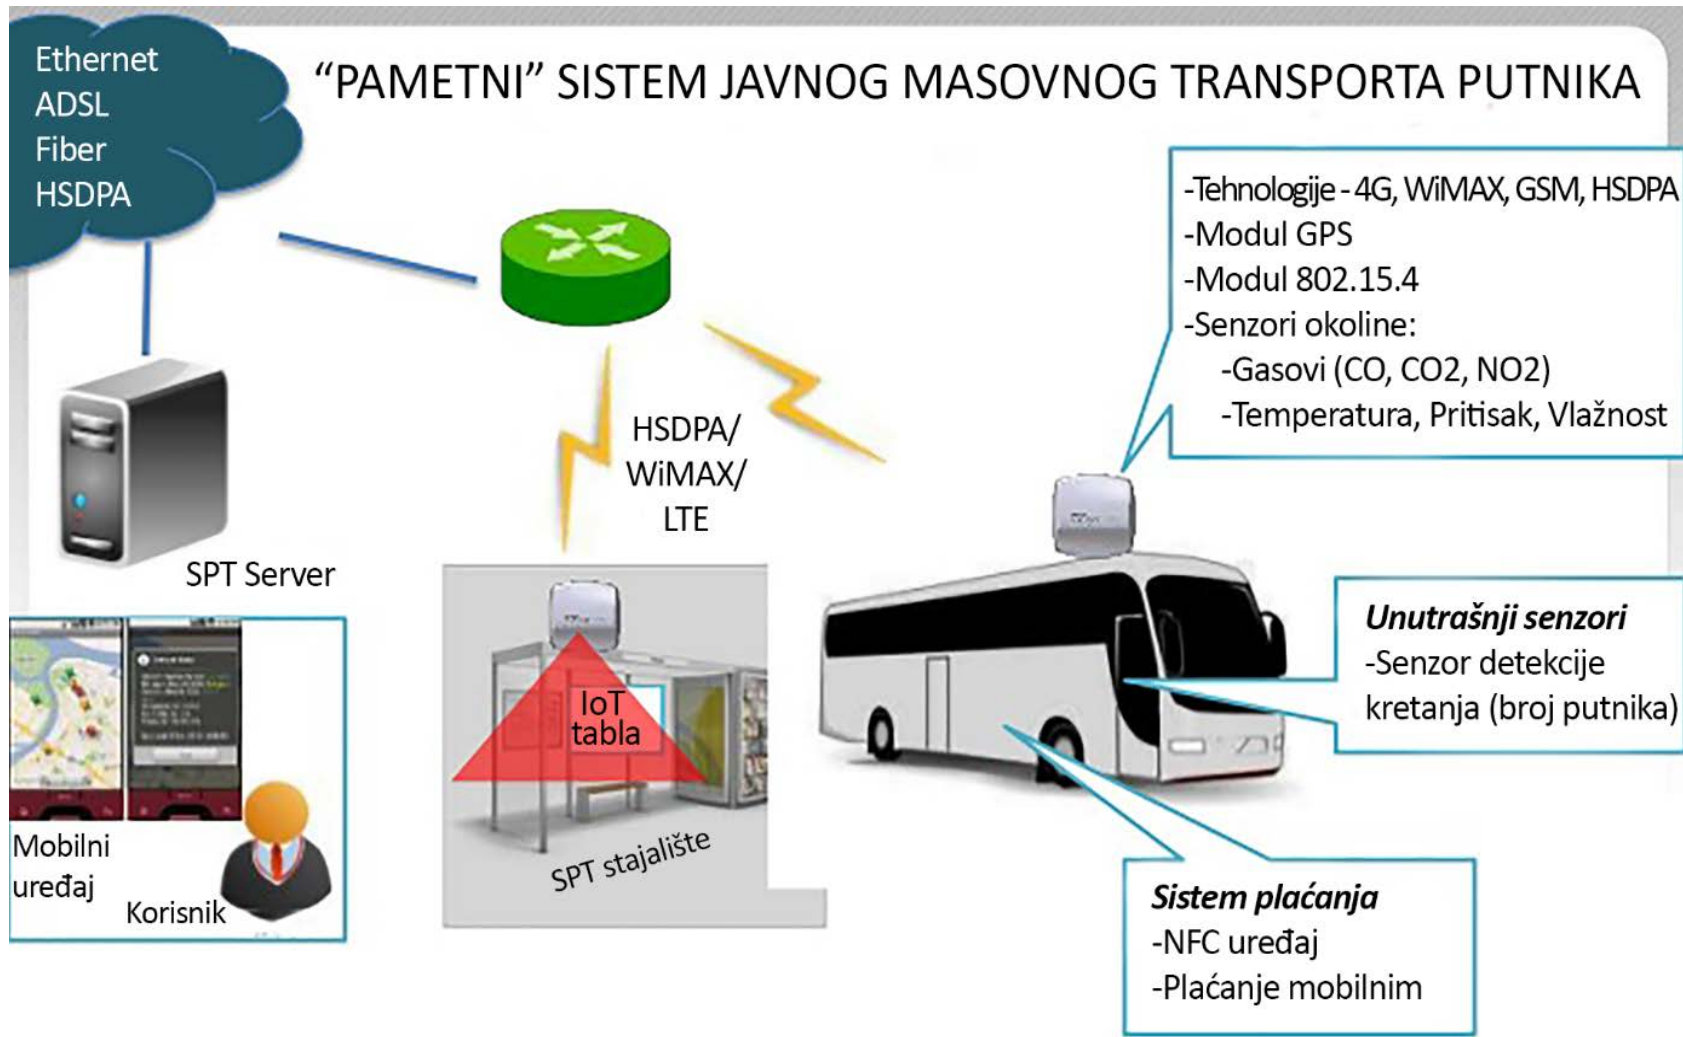 Ethernet
ADSL
Fiber
HSDPA
“PAMETNI” SISTEM JAVNOG MASOVNOG TRANSPORTA PUTNIKA
-Tehnologije - 4G, WiMAX, GSM, HSDPA
-Modul GPS
-Modul 802.15.4
-Senzori okoline:
-Gasovi (CO, CO2, NO2)
-Temperatura, Pritisak, Vlažnost
HSDPA/
WiMAX/
LTE
SPT Server
IoT
tabla
SPT stajalište
Unutrašnji senzori
-Senzor detekcije
kretanja (broj putnika)
Mobilni
uređaj
Korisnik
Sistem plaćanja
-NFC uređaj
-Plaćanje mobilnim